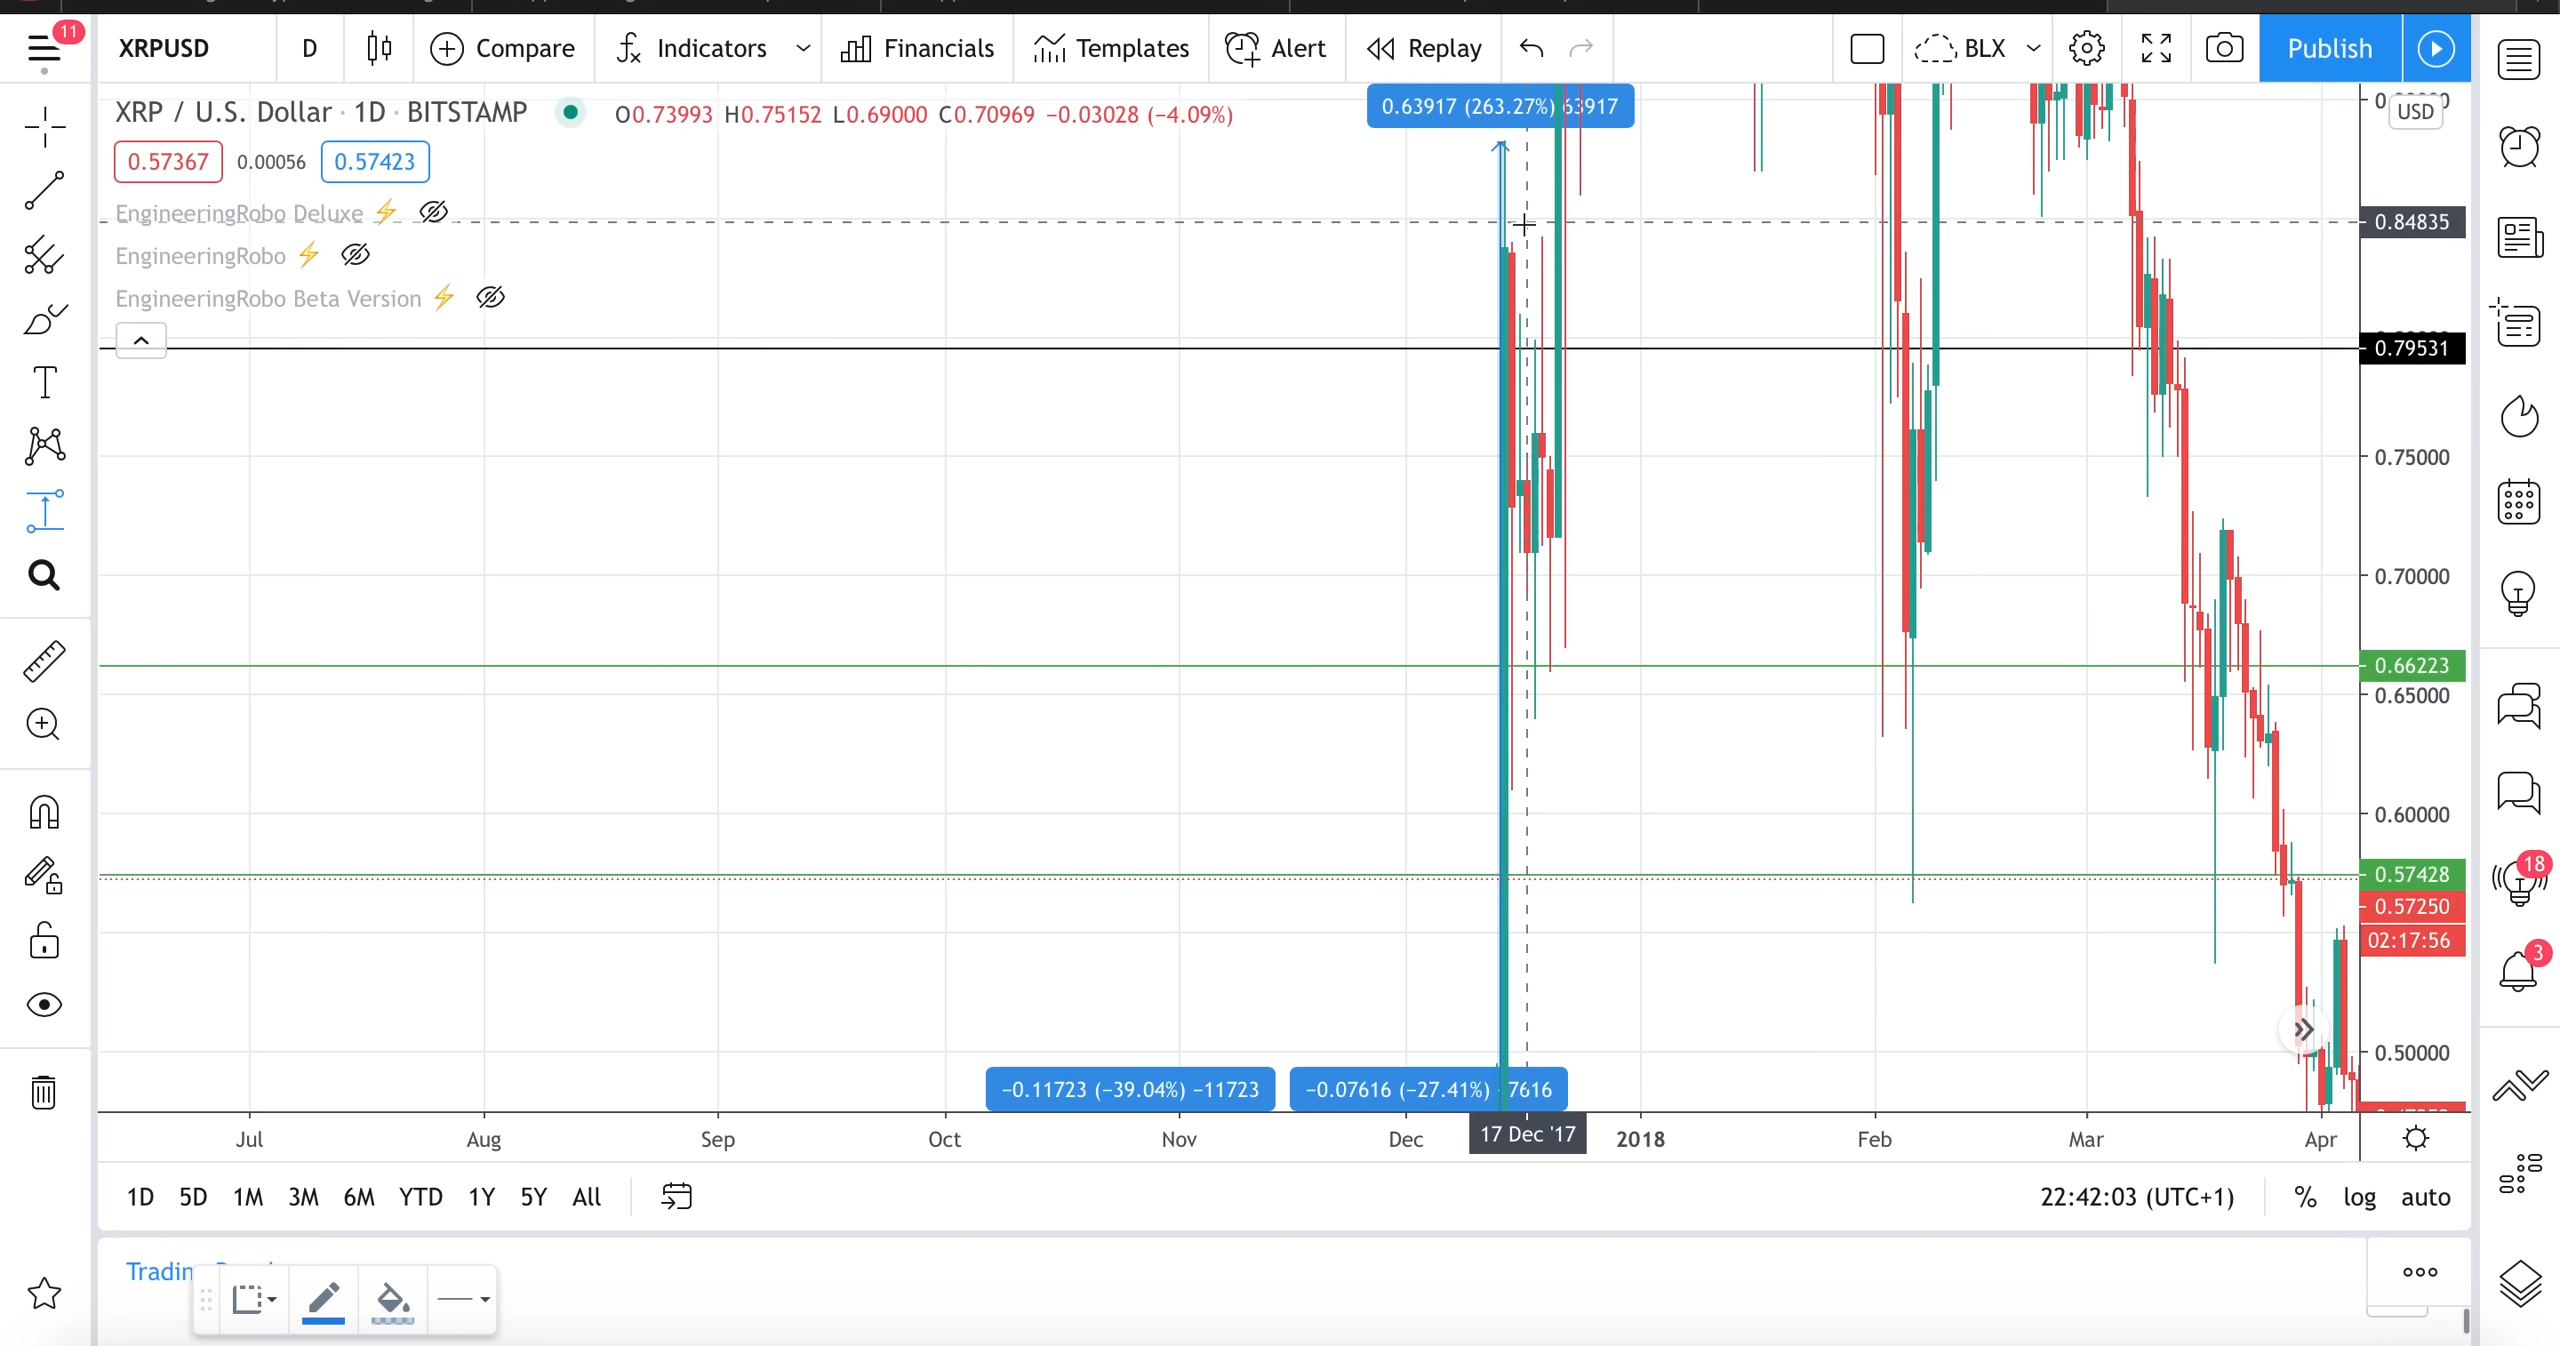 11
XRPUSD D Compare Indicators Financials Templates Alert Replay BLX Publish
XRP / U.S. Dollar · 1D · BITSTAMP O0.73993 H0.75152 L0.69000 C0.70969 −0.03028 (−4.09%)
0.57367 0.00056 0.57423
EngineeringRobo Deluxe
EngineeringRobo
EngineeringRobo Beta Version
0.63917 (263.27%) 63917
USD
0.84835
0.79531
0.75000
0.70000
0.66223
0.65000
0.60000
0.57428
0.57250
02:17:56
0.50000
18
3
−0.11723 (−39.04%) −11723
−0.07616 (−27.41%) 7616
Jul Aug Sep Oct Nov Dec 17 Dec '17 2018 Feb Mar Apr
1D 5D 1M 3M 6M YTD 1Y 5Y All 22:42:03 (UTC+1) % log auto